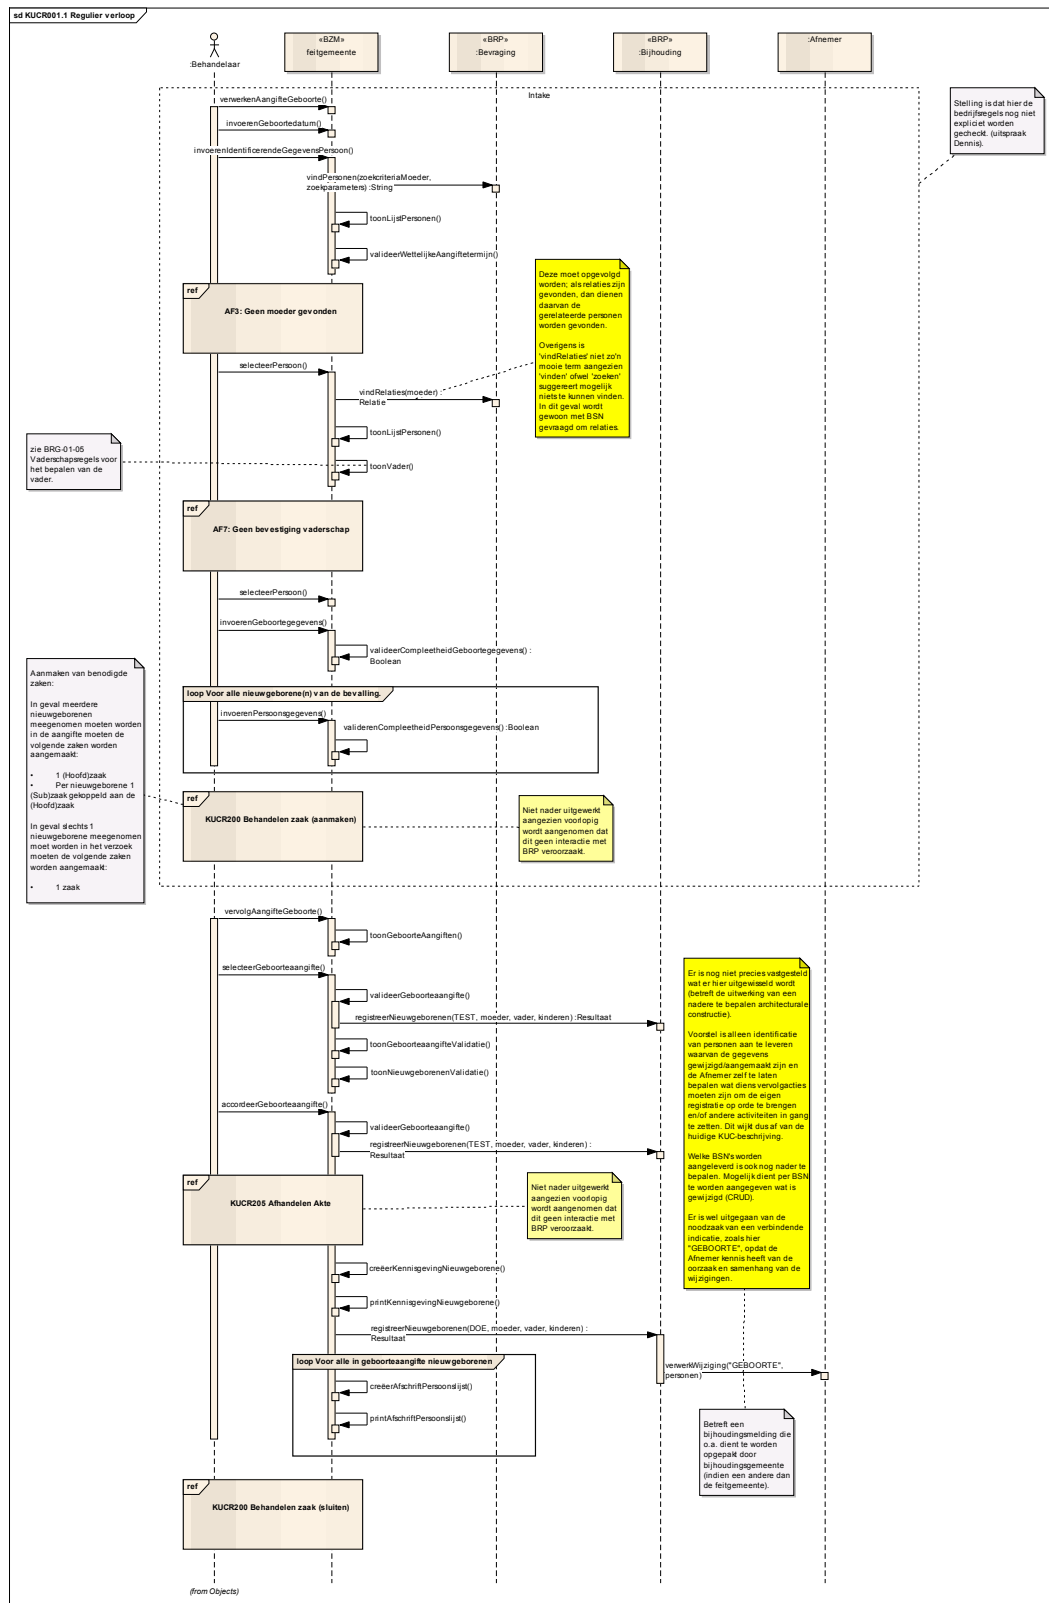 sd KUCR001.1 Regulier verloop
:Behandelaar
«BZM»
feitgemeente
«BRP»
:Bevraging
«BRP»
:Bijhouding
:Afnemer
Intake
verwerkenAangifteGeboorte()
invoerenGeboortedatum()
invoerenIdentificerendeGegevensPersoon()
vindPersonen(zoekcriteriaMoeder,
zoekparameters) :String
toonLijstPersonen()
valideerWettelijkeAangiftetermijn()
Stelling is dat hier de
bedrijfsregels nog niet
expliciet worden
gecheckt. (uitspraak
Dennis).
ref
AF3: Geen moeder gevonden
Deze moet opgevolgd
worden; als relaties zijn
gevonden, dan dienen
daarvan de
gerelateerde personen
worden gevonden.
Overigens is
'vindRelaties' niet zo'n
mooie term aangezien
'vinden' ofwel 'zoeken'
suggereert mogelijk
niets te kunnen vinden.
In dit geval wordt
gewoon met BSN
gevraagd om relaties.
selecteerPersoon()
vindRelaties(moeder) :
Relatie
toonLijstPersonen()
toonVader()
zie BRG-01-05
Vaderschapsregels voor
het bepalen van de
vader.
ref
AF7: Geen bevestiging vaderschap
selecteerPersoon()
invoerenGeboortegegevens()
valideerCompleetheidGeboortegegevens() :
Boolean
loop Voor alle nieuwgeborene(n) van de bevalling.
invoerenPersoonsgegevens()
validerenCompleetheidPersoonsgegevens() :Boolean
Aanmaken van benodigde
zaken:
In geval meerdere
nieuwgeborenen
meegenomen moeten worden
in de aangifte moeten de
volgende zaken worden
aangemaakt:
• 1 (Hoofd)zaak
• Per nieuwgeborene 1
(Sub)zaak gekoppeld aan de
(Hoofd)zaak
In geval slechts 1
nieuwgeborene meegenomen
moet worden in het verzoek
moeten de volgende zaken
worden aangemaakt:
• 1 zaak
ref
KUCR200 Behandelen zaak (aanmaken)
Niet nader uitgewerkt
aangezien voorlopig
wordt aangenomen dat
dit geen interactie met
BRP veroorzaakt.
vervolgAangifteGeboorte()
toonGeboorteAangiften()
selecteerGeboorteaangifte()
valideerGeboorteaangifte()
registreerNieuwgeborenen(TEST, moeder, vader, kinderen) :Resultaat
toonGeboorteaangifteValidatie()
toonNieuwgeborenenValidatie()
accordeerGeboorteaangifte()
valideerGeboorteaangifte()
registreerNieuwgeborenen(TEST, moeder, vader, kinderen) :
Resultaat
Er is nog niet precies vastgesteld
wat er hier uitgewisseld wordt
(betreft de uitwerking van een
nadere te bepalen architecturale
constructie).
Voorstel is alleen identificatie
van personen aan te leveren
waarvan de gegevens
gewijzigd/aangemaakt zijn en
de Afnemer zelf te laten
bepalen wat diens vervolgacties
moeten zijn om de eigen
registratie op orde te brengen
en/of andere activiteiten in gang
te zetten. Dit wijkt dus af van de
huidige KUC-beschrijving.
Welke BSN's worden
aangeleverd is ook nog nader te
bepalen. Mogelijk dient per BSN
te worden aangegeven wat is
gewijzigd (CRUD).
Er is wel uitgegaan van de
noodzaak van een verbindende
indicatie, zoals hier
"GEBOORTE", opdat de
Afnemer kennis heeft van de
oorzaak en samenhang van de
wijzigingen.
ref
KUCR205 Afhandelen Akte
Niet nader uitgewerkt
aangezien voorlopig
wordt aangenomen dat
dit geen interactie met
BRP veroorzaakt.
creëerKennisgevingNieuwgeborene()
printKennisgevingNieuwgeborene()
registreerNieuwgeborenen(DOE, moeder, vader, kinderen) :
Resultaat
loop Voor alle in geboorteaangifte nieuwgeborenen
creëerAfschriftPersoonslijst()
printAfschriftPersoonslijst()
verwerkWijziging("GEBOORTE",
personen)
Betreft een
bijhoudingsmelding die
o.a. dient te worden
opgepakt door
bijhoudingsgemeente
(indien een andere dan
de feitgemeente).
ref
KUCR200 Behandelen zaak (sluiten)
(from Objects)